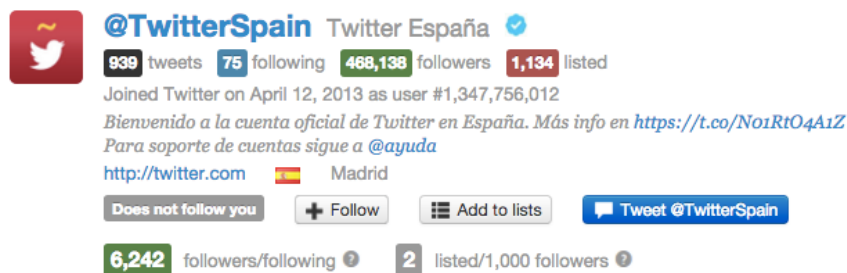 @TwitterSpain Twitter España
939 tweets 75 following 468,138 followers 1,134 listed
Joined Twitter on April 12, 2013 as user #1,347,756,012
Bienvenido a la cuenta oficial de Twitter en España. Más info en https://t.co/N01RtO4A1Z
Para soporte de cuentas sigue a @ayuda
http://twitter.com Madrid
Does not follow you Follow Add to lists Tweet @TwitterSpain
6,242 followers/following ? 2 listed/1,000 followers ?